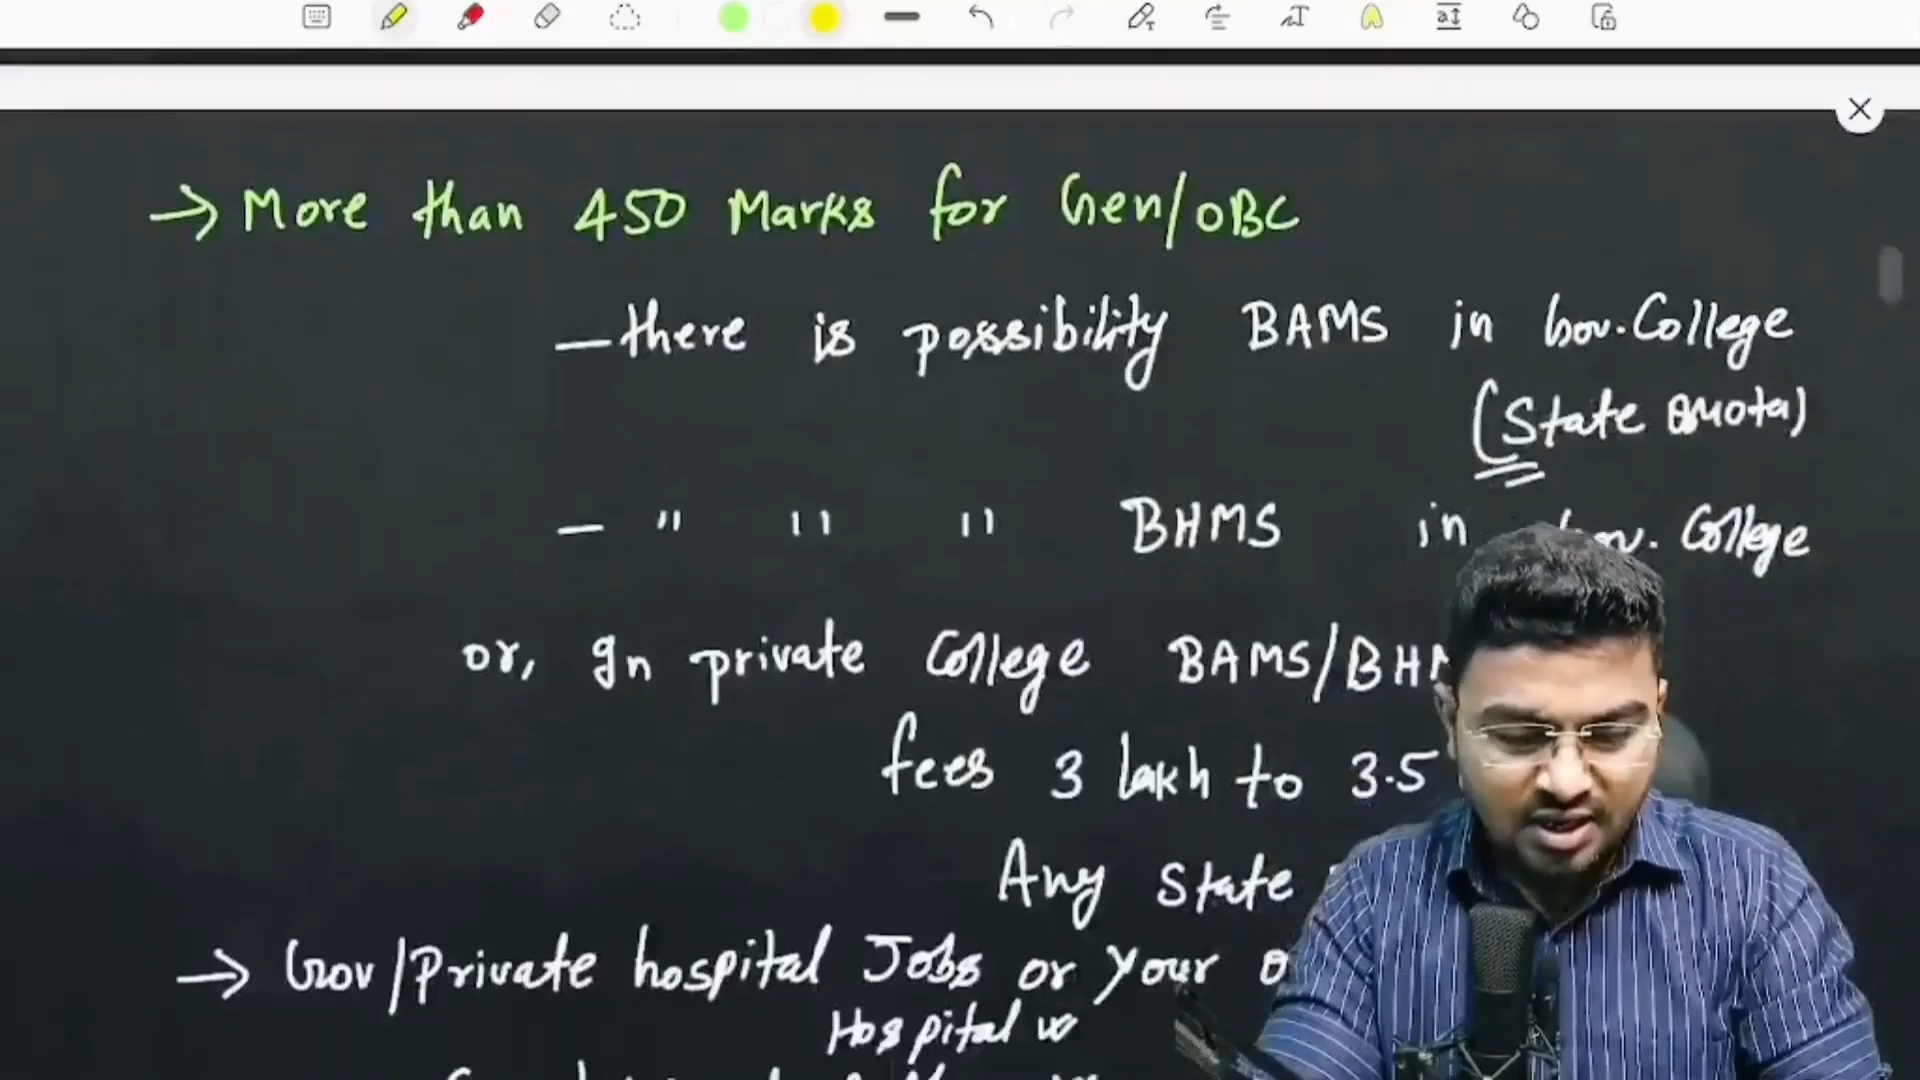 → More than 450 Marks for Gen/OBC
– there is possibility BAMS in Gov. College
(State Quota)
– " " " BHMS in College
or, In private College BAMS/BH
fees 3 lakh to 3.5
Any State
→ Gov/Private hospital Jobs or Your
Hospital